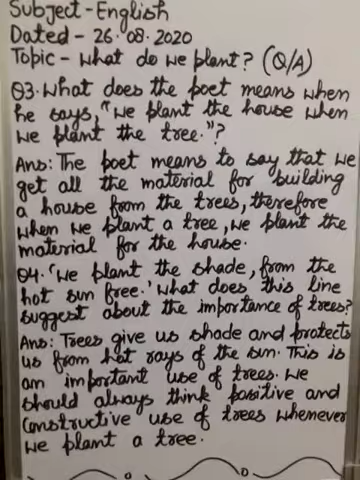 Subject-English
Dated - 26.08.2020
Topic - What do we plant? (Q/A)
Q3. What does the poet means when
he says, "We plant the house when
we plant the tree."?
Ans: The poet means to say that we
get all the material for building
a house from the trees, therefore
when we plant a tree, we plant the
material for the house.
Q4. 'We plant the shade, from the
hot sun free.' What does this line
suggest about the importance of trees?
Ans: Trees give us shade and protects
us from hot rays of the sun. This is
an important use of trees. We
should always think positive and
constructive use of trees whenever
we plant a tree.